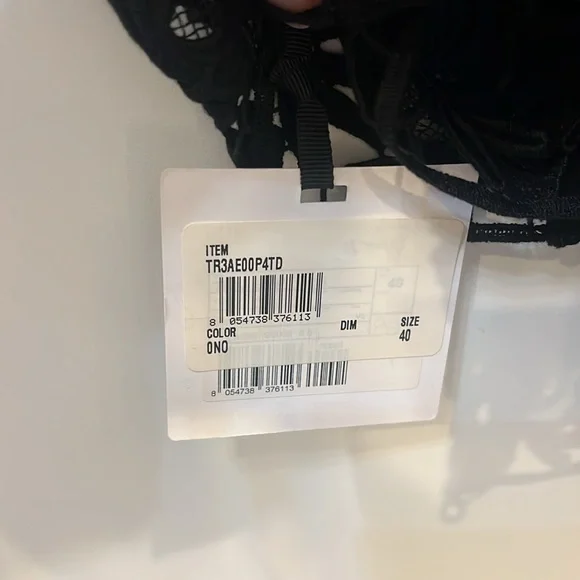 ITEM
TR3AE00P4TD
8 054738 376113
COLOR DIM SIZE
0N0 40
8 054738 376113